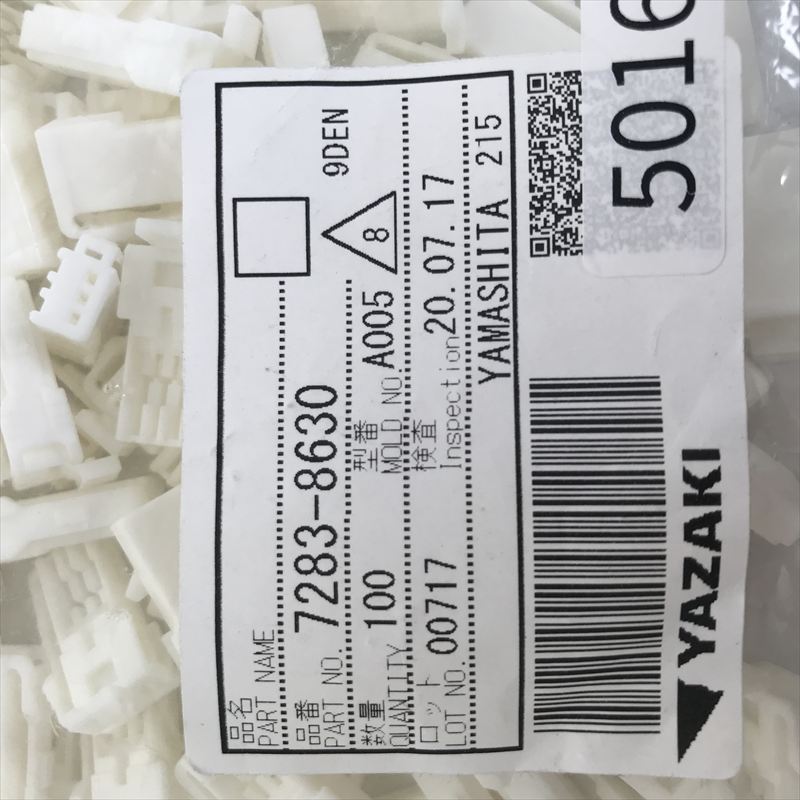 品名
PART NAME
品番
PART NO. 7283-8630
9DEN
数量
QUANTITY 100
型番
MOLD NO. A005
8
ロット
LOT NO. 00717
検査
Inspection 20.07.17
YAMASHITA 215
5016
YAZAKI